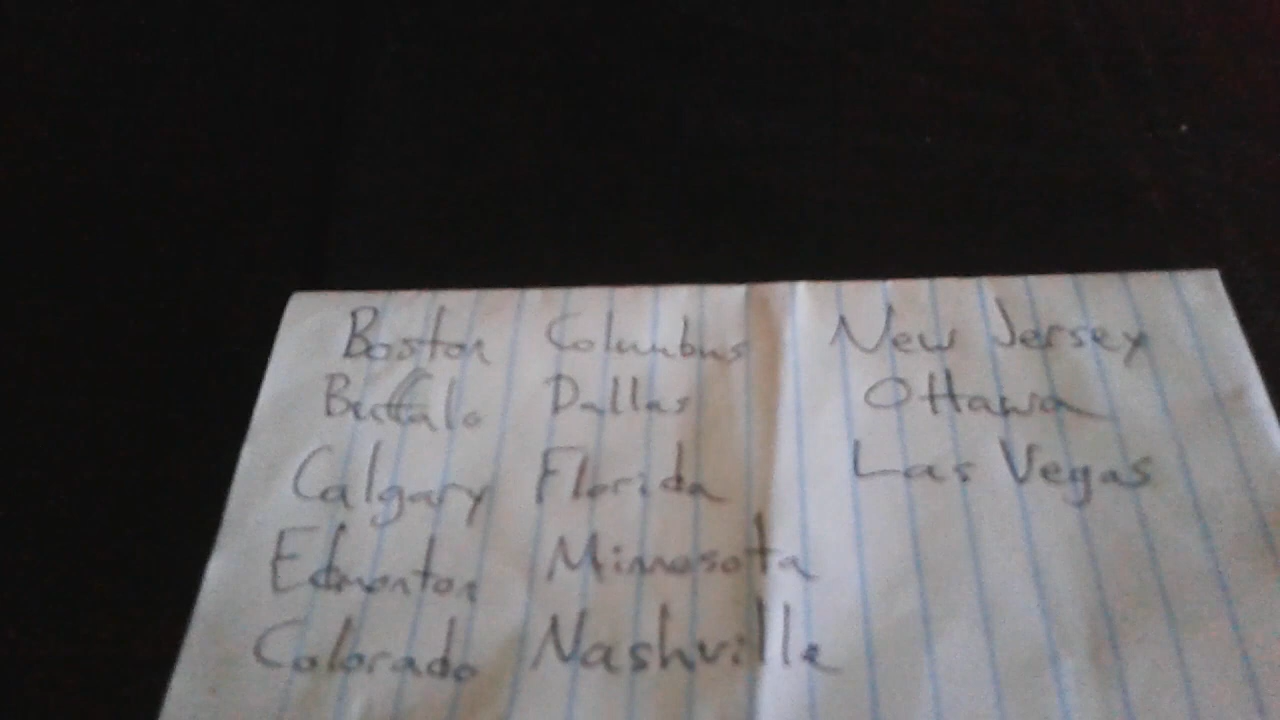 Boston Columbus New Jersey
Buffalo Dallas Ottawa
Calgary Florida Las Vegas
Edmonton Minnesota
Colorado Nashville